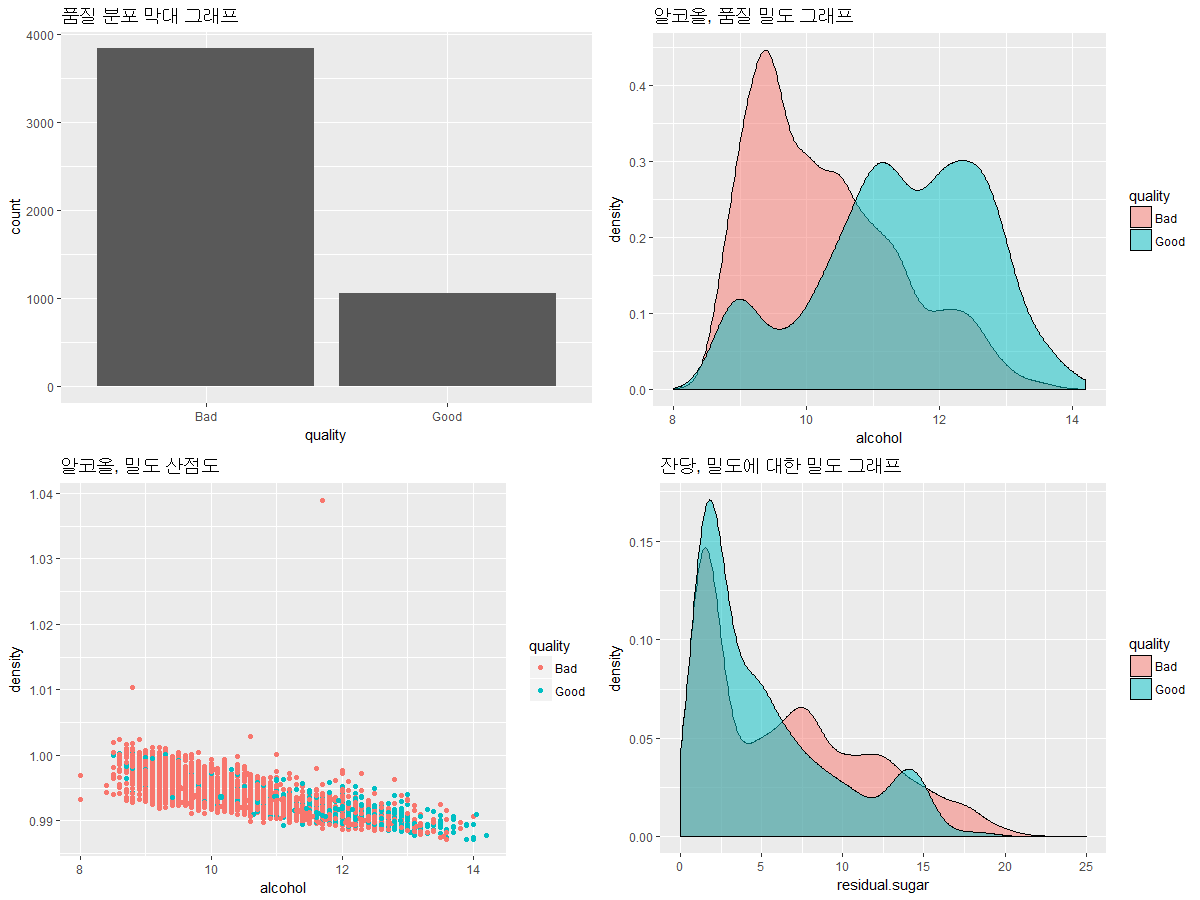 품질 분포 막대 그래프
4000
3000
2000
1000
0
count
Bad
Good
quality
알코올, 품질 밀도 그래프
0.4
0.3
0.2
0.1
0.0
density
8
10
12
14
alcohol
quality
Bad
Good
알코올, 밀도 산점도
1.04
1.03
1.02
1.01
1.00
0.99
density
8
10
12
14
alcohol
quality
Bad
Good
잔당, 밀도에 대한 밀도 그래프
0.15
0.10
0.05
0.00
density
0
5
10
15
20
25
residual.sugar
quality
Bad
Good